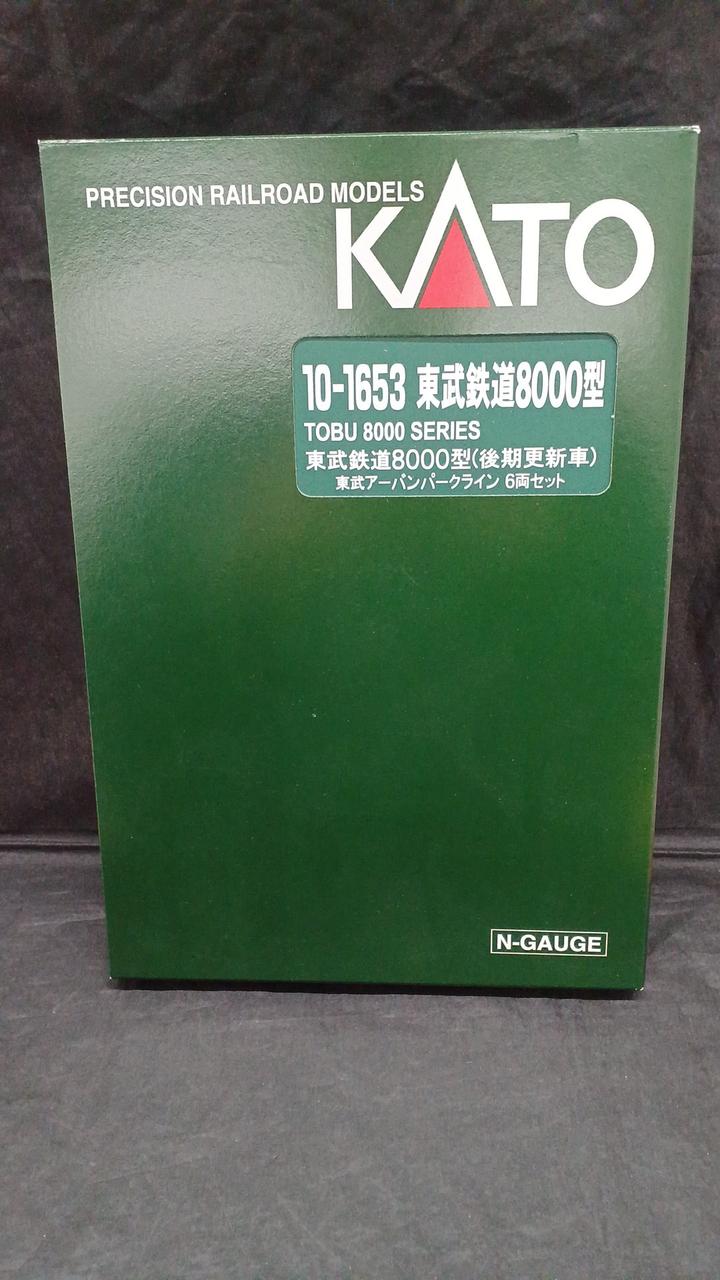 PRECISION RAILROAD MODELS
KATO
10-1653 東武鉄道8000型
TOBU 8000 SERIES
東武鉄道8000型(後期更新車)
東武アーバンパークライン 6両セット
N-GAUGE